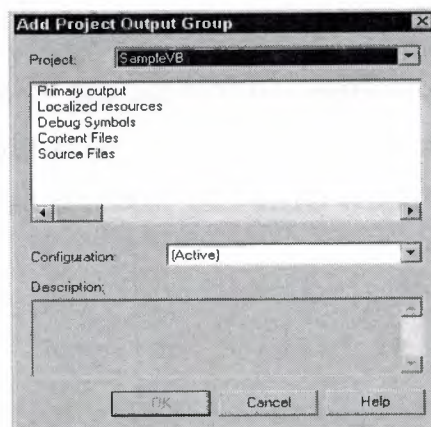 Add Project Output Group
Project: SampleVB
Primary output
Localized resources
Debug Symbols
Content Files
Source Files
Configuration: (Active)
Description:
OK Cancel Help